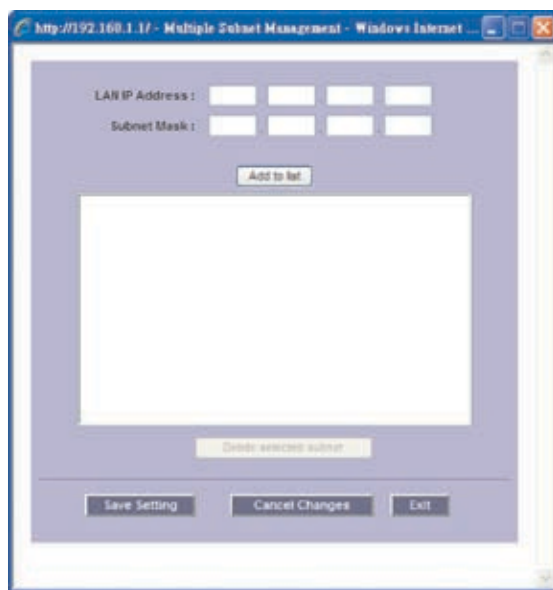 http://192.168.1.1/ - Multiple Subnet Management - Windows Internet ...
LAN IP Address :
Subnet Mask :
Add to list
Delete selected subnet
Save Setting
Cancel Changes
Exit